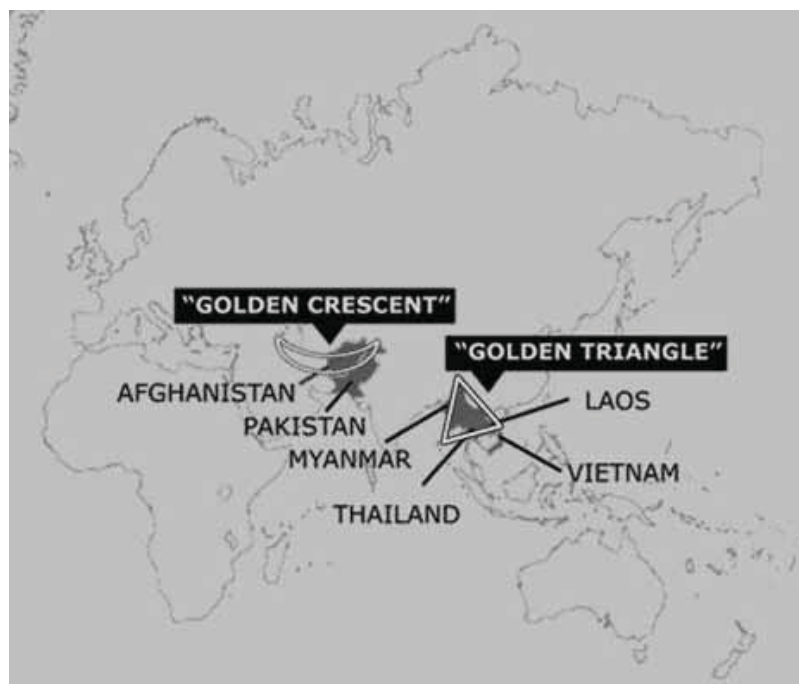 “GOLDEN CRESCENT”
“GOLDEN TRIANGLE”
AFGHANISTAN
LAOS
PAKISTAN
MYANMAR
VIETNAM
THAILAND